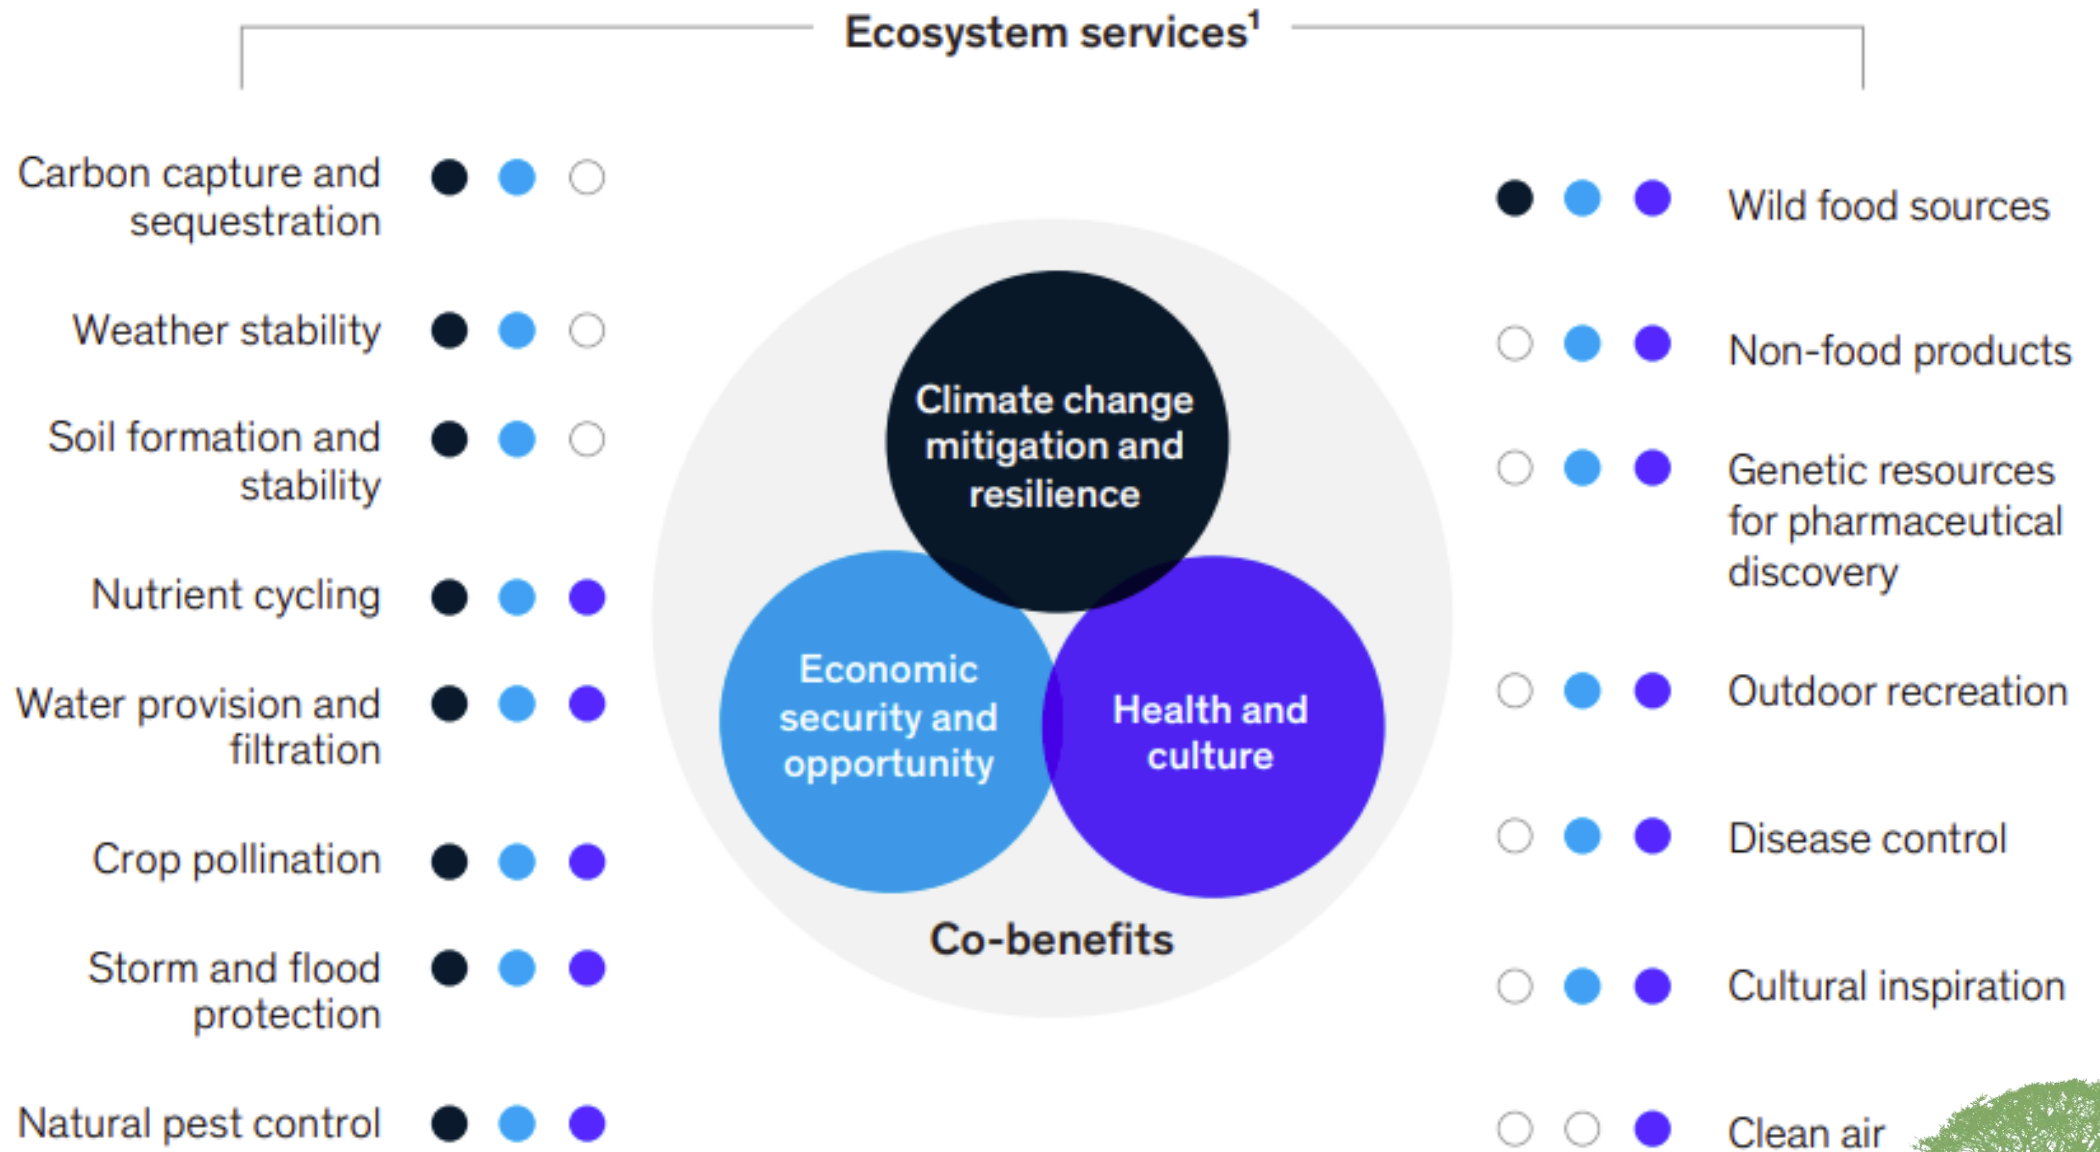 Ecosystem services¹
Carbon capture and
sequestration
Weather stability
Soil formation and
stability
Nutrient cycling
Water provision and
filtration
Crop pollination
Storm and flood
protection
Natural pest control
Climate change
mitigation and
resilience
Economic
security and
opportunity
Health and
culture
Co-benefits
Wild food sources
Non-food products
Genetic resources
for pharmaceutical
discovery
Outdoor recreation
Disease control
Cultural inspiration
Clean air